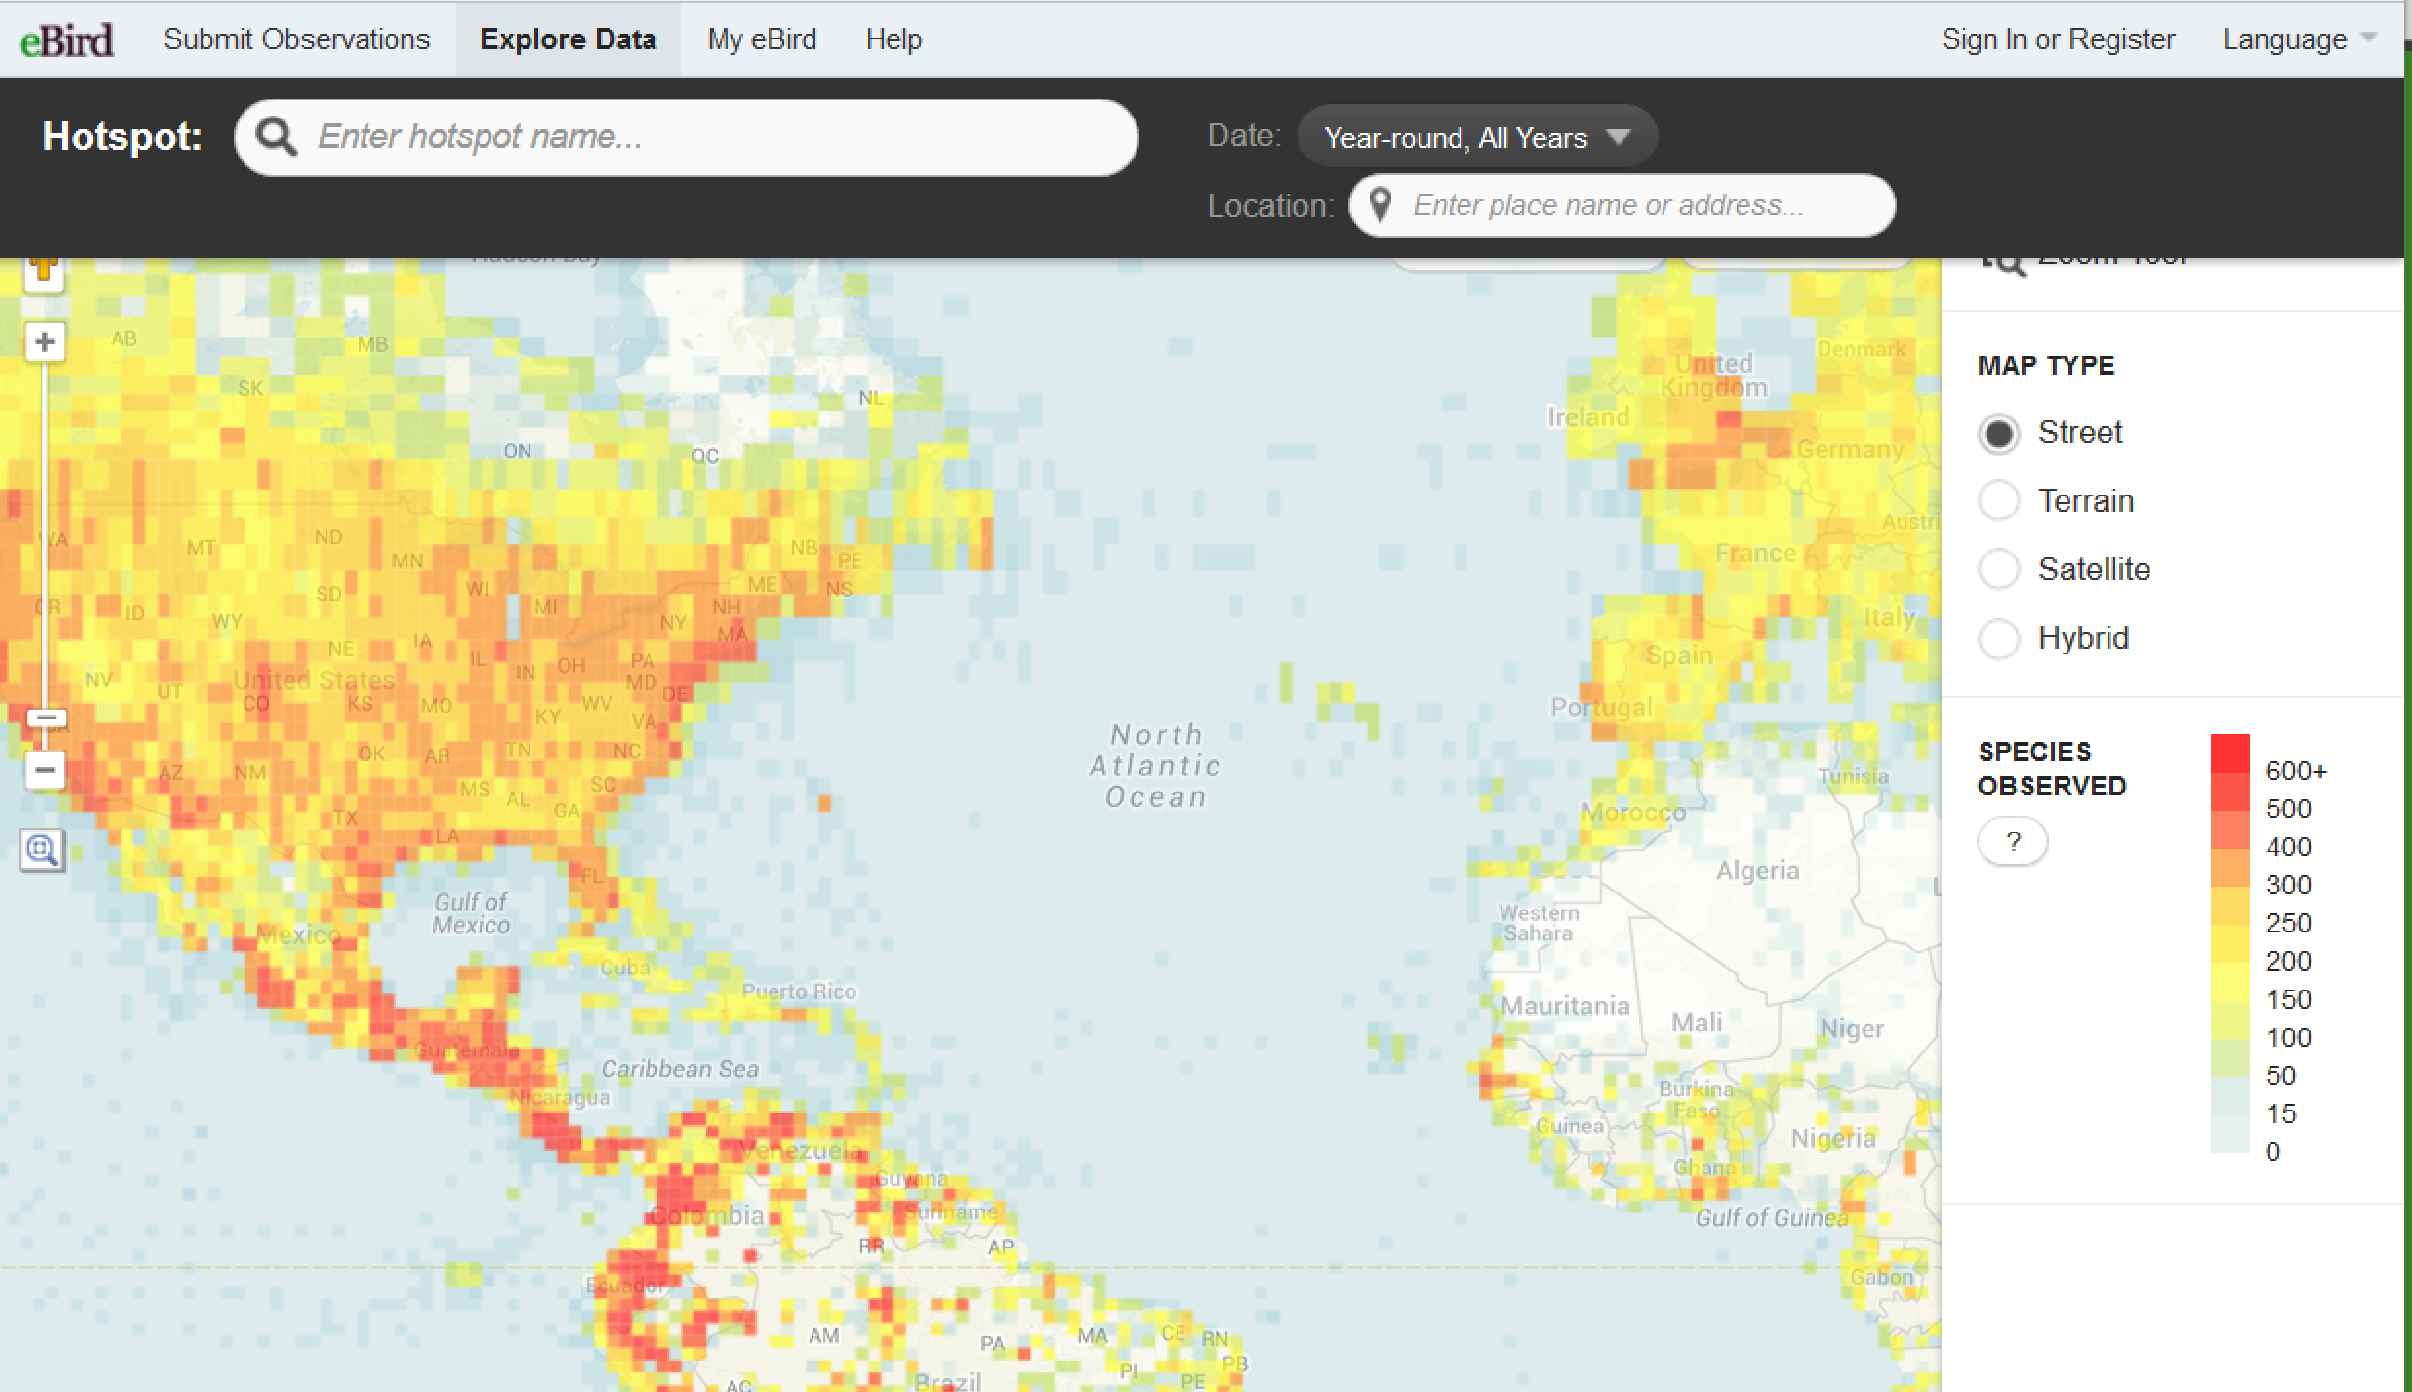 eBird Submit Observations Explore Data My eBird Help Sign In or Register Language
Hotspot: Enter hotspot name... Date: Year-round, All Years
Location: Enter place name or address...
Hudson Bay
Zoom Tool
AB
MB
SK
NL
ON
QC
United
Kingdom
Denmark
Ireland
Germany
Austri
France
Italy
Spain
Portugal
WA
MT
ND
MN
NB
PE
OR
ID
SD
WI
MI
ME
NS
WY
NH
NY
MA
NE
IA
IL
IN
OH
PA
MD
NV
UT
United States
CO
KS
MO
WV
DE
KY
VA
OK
AR
TN
NC
AZ
NM
MS
AL
SC
GA
TX
LA
FL
North
Atlantic
Ocean
Gulf of
Mexico
Mexico
Cuba
Puerto Rico
Guatemala
Caribbean Sea
Nicaragua
Venezuela
Guyana
Colombia
Suriname
RR
AP
Ecuador
AM
PA
MA
CE
RN
PB
PI
PE
AC
Brazil
Tunisia
Morocco
Algeria
Western
Sahara
Mauritania
Mali
Niger
Burkina
Faso
Guinea
Nigeria
Ghana
Gulf of Guinea
Gabon
MAP TYPE
Street
Terrain
Satellite
Hybrid
SPECIES
OBSERVED
?
600+
500
400
300
250
200
150
100
50
15
0